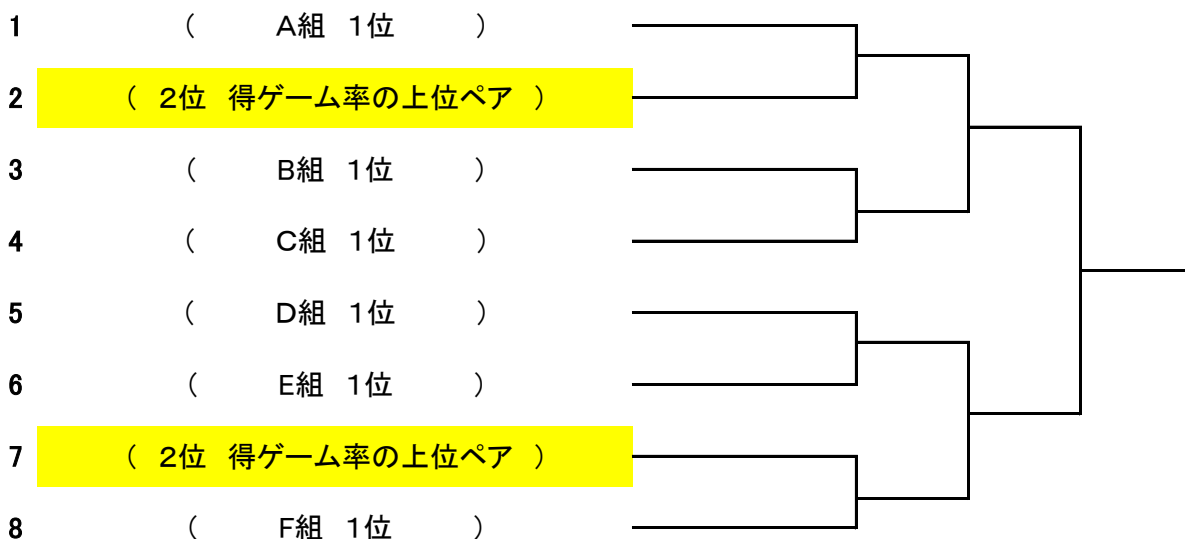 1 （ A組 1位 ）
2 （ 2位 得ゲーム率の上位ペア ）
3 （ B組 1位 ）
4 （ C組 1位 ）
5 （ D組 1位 ）
6 （ E組 1位 ）
7 （ 2位 得ゲーム率の上位ペア ）
8 （ F組 1位 ）